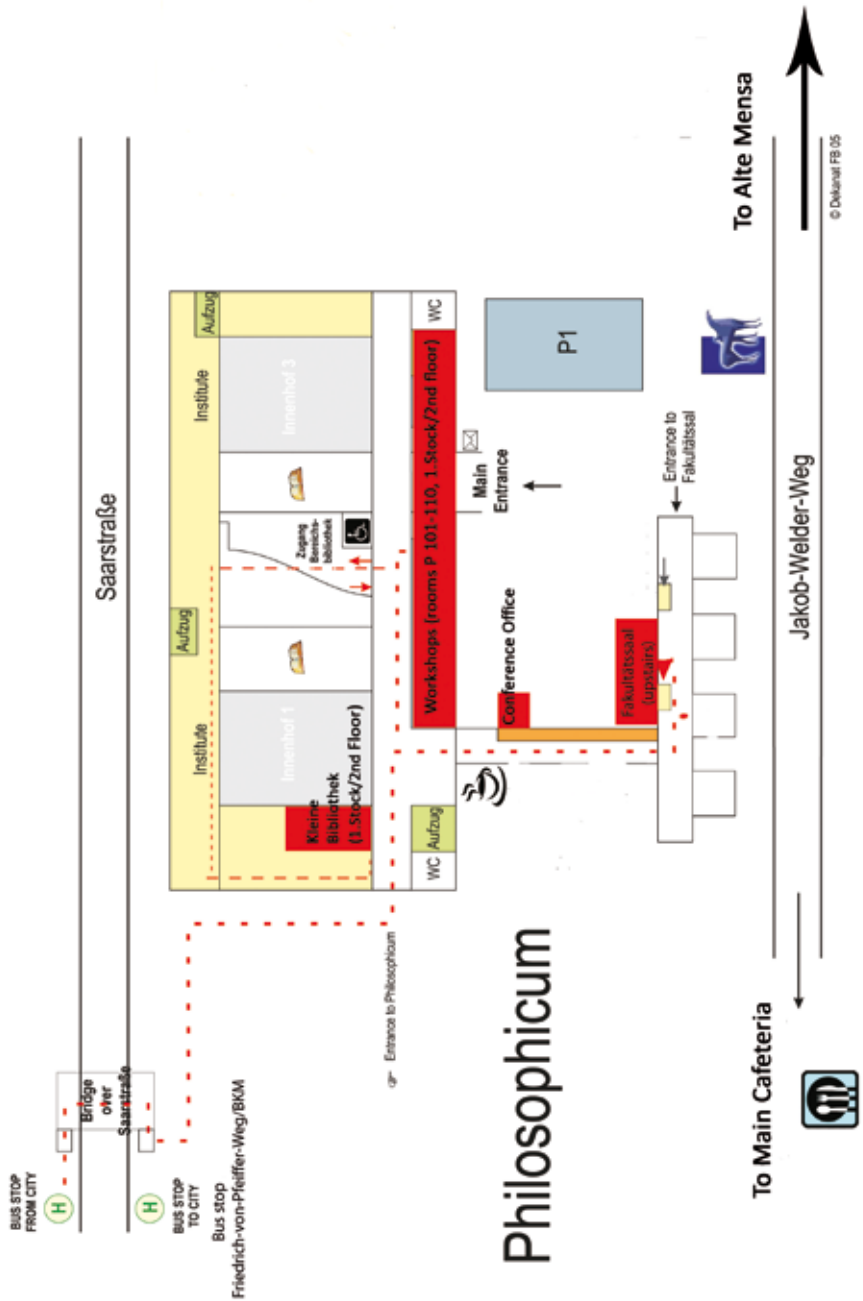 Saarstraße
BUS STOP
FROM CITY
H
Bridge
over
Saarstraße
H
BUS STOP
TO CITY
Bus stop
Friedrich-von-Pfeiffer-Weg/BKM
Institute
Aufzug
Institute
Aufzug
Innenhof 1
Innenhof 3
Zugang
Bereichs-
bibliothek
Kleine
Bibliothek
(1.Stock/2nd Floor)
☞ Entrance to Philosophicum
WC
Aufzug
Workshops (rooms P 101-110, 1.Stock/2nd floor)
WC
Main
Entrance
Conference Office
P1
Philosophicum
Fakultätssaal
(upstairs)
Entrance to
Fakultätssal
To Alte Mensa
Jakob-Welder-Weg
To Main Cafeteria
© Dekanat FB 05